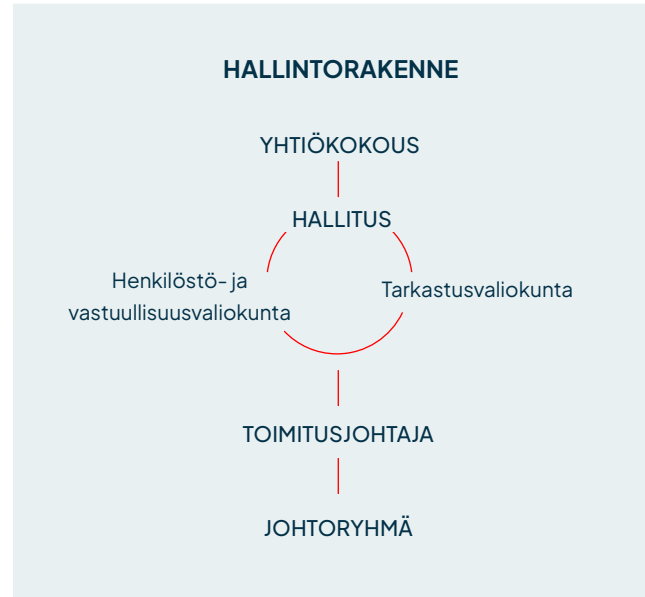 HALLINTORAKENNE
YHTIÖKOKOUS
HALLITUS
Henkilöstö- ja
vastuullisuusvaliokunta
Tarkastusvaliokunta
TOIMITUSJOHTAJA
JOHTORYHMÄ